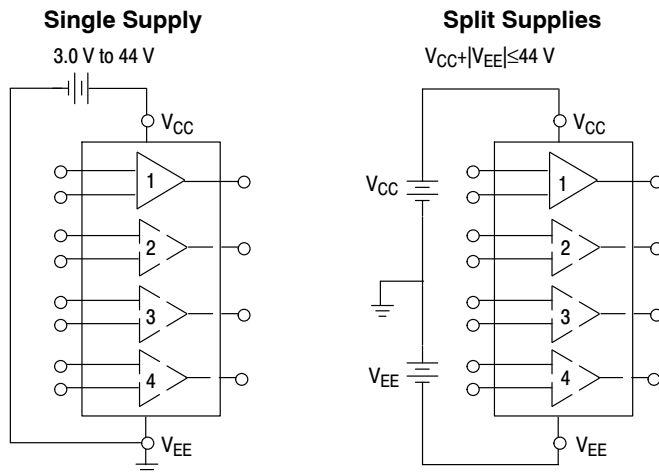 Single Supply
3.0 V to 44 V
VCC
1
2
3
4
VEE
Split Supplies
VCC+|VEE|≤44 V
VCC
VCC
1
2
3
VEE
4
VEE